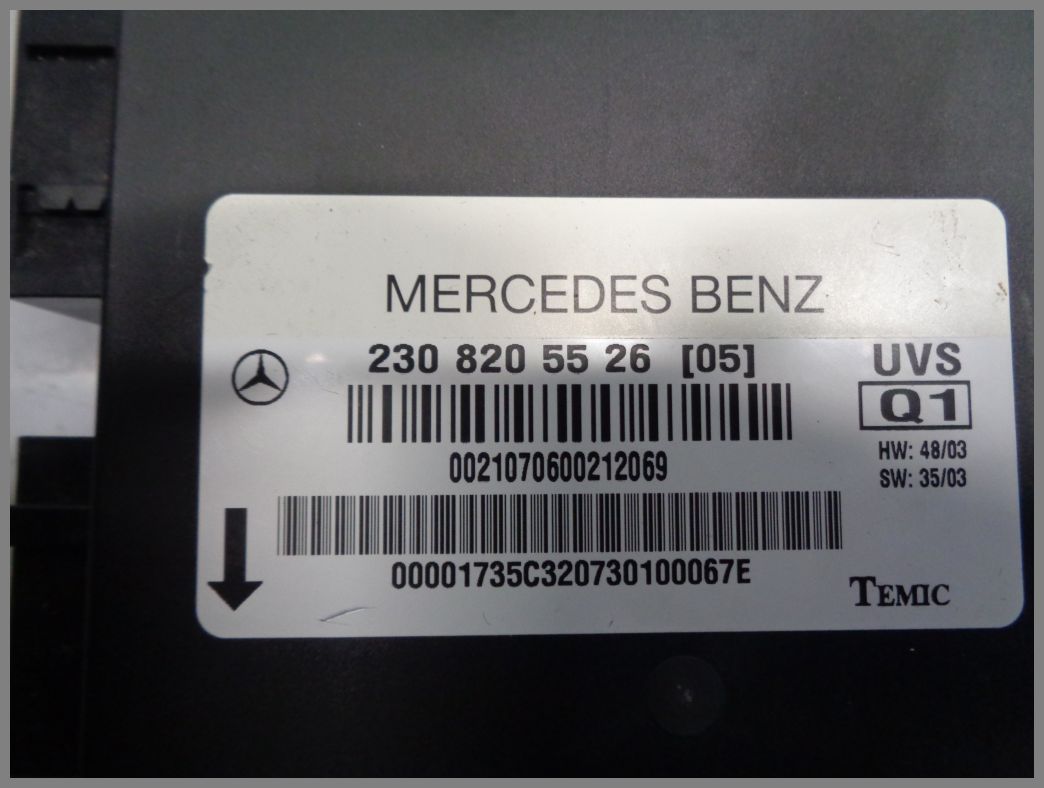 MERCEDES BENZ
230 820 55 26 [05]
UVS
Q1
0021070600212069
HW: 48/03
SW: 35/03
00001735C320730100067E
TEMIC